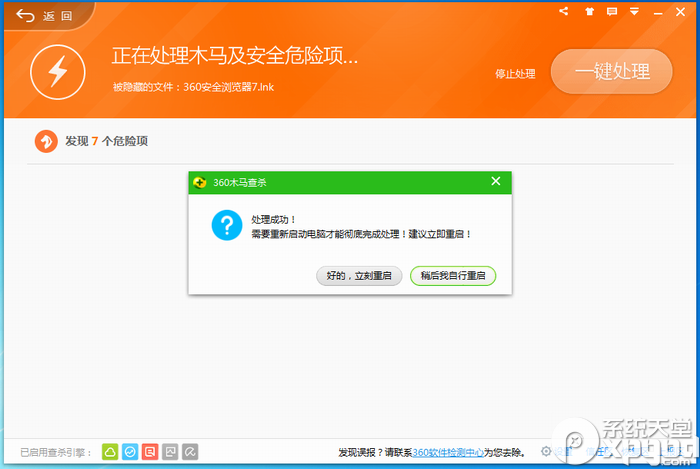 返 回
正在处理木马及安全危险项...
被隐藏的文件：360安全浏览器7.lnk
停止处理
一键处理
发现 7 个危险项
360木马查杀
处理成功！
需要重新启动电脑才能彻底完成处理！建议立即重启！
好的，立刻重启
稍后我自行重启
已启用查杀引擎：
发现误报？请联系360软件检测中心为您去除。
系统天堂